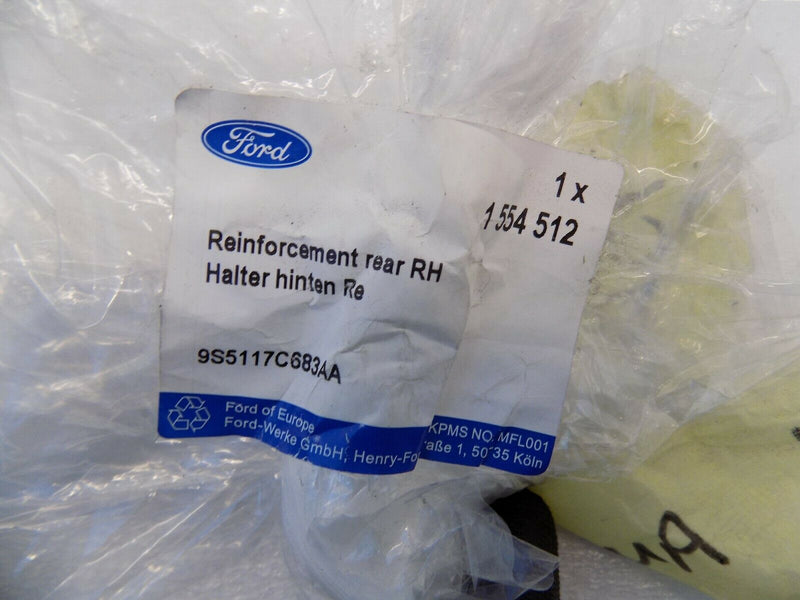 Ford
1 x
1 554 512
Reinforcement rear RH
Halter hinten Re
9S5117C683AA
Ford of Europe
KPMS NO. MFL001
Ford-Werke GmbH, Henry-Fo raße 1, 50735 Köln